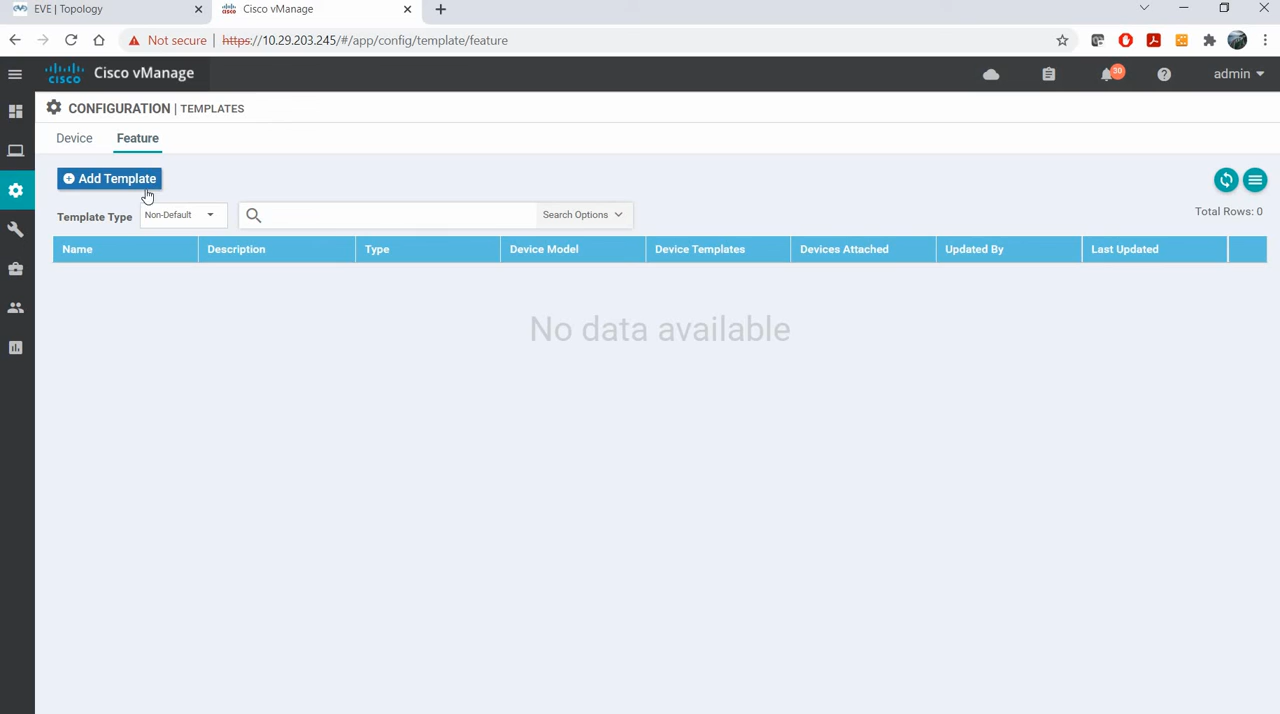 EVE | Topology
Cisco vManage
Not secure | https://10.29.203.245/#/app/config/template/feature
CISCO Cisco vManage
30
admin
CONFIGURATION | TEMPLATES
Device Feature
Add Template
Template Type Non-Default Search Options
Total Rows: 0
Name Description Type Device Model Device Templates Devices Attached Updated By Last Updated
No data available